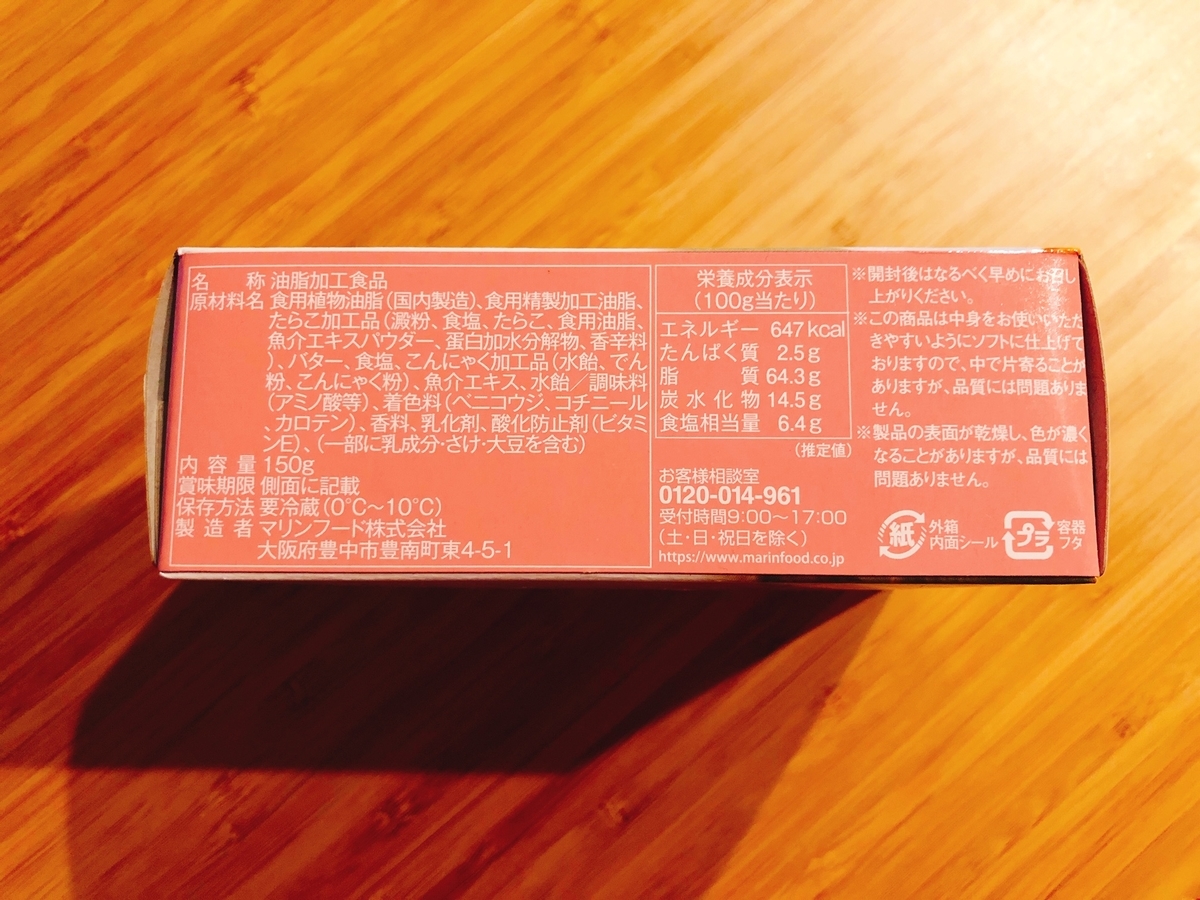 名称 油脂加工食品
原材料名 食用植物油脂(国内製造)、食用精製加工油脂、
たらこ加工品(澱粉、食塩、たらこ、食用油脂、
魚介エキスパウダー、蛋白加水分解物、香辛料
)、バター、食塩、こんにゃく加工品(水飴、でん
粉、こんにゃく粉)、魚介エキス、水飴/調味料
(アミノ酸等)、着色料(ベニコウジ、コチニール
、カロテン)、香料、乳化剤、酸化防止剤(ビタミ
ンE)、(一部に乳成分・さけ・大豆を含む)
内容量 150g
賞味期限 側面に記載
保存方法 要冷蔵(0℃~10℃)
製造者 マリンフード株式会社
大阪府豊中市豊南町東4-5-1
栄養成分表示
(100g当たり)
エネルギー 647kcal
たんぱく質 2.5g
脂質 64.3g
炭水化物 14.5g
食塩相当量 6.4g
(推定値)
お客様相談室
0120-014-961
受付時間9:00~17:00
(土・日・祝日を除く)
https://www.marinfood.co.jp
※開封後はなるべく早めにお召し
上がりください。
※この商品は中身をお使いいただ
きやすいようにソフトに仕上げて
おりますので、中で片寄ることが
ありますが、品質には問題ありま
せん。
※製品の表面が乾燥し、色が濃く
なることがありますが、品質には
問題ありません。
紙 外箱
内面シール
プラ 容器
フタ